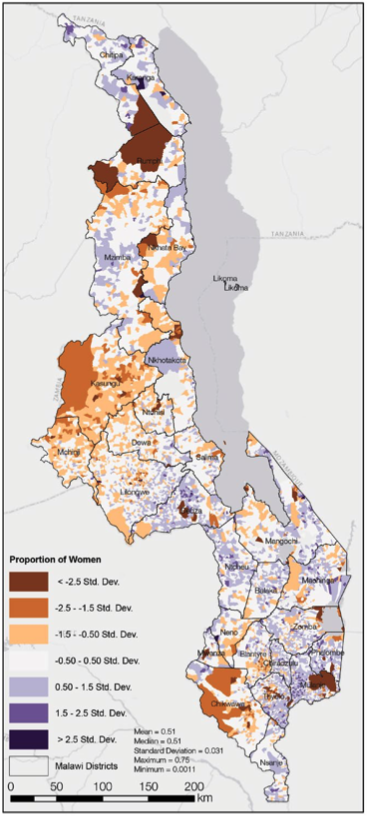 TANZANIA
Chitipa
Karonga
Rumphi
Mzimba
Nkhata Bay
TANZANIA
Likoma
Likoma
Nkhotakota
ZAMBIA
Kasungu
Ntchisi
Dowa
Mchinji
Salima
MOZAMBIQUE
Lilongwe
Dedza
Mangochi
Ntcheu
Machinga
Balaka
Zomba
Neno
Mwanza
Blantyre
Phalombe
Chiradzulu
Mulanje
Thyolo
Chikwawa
Nsanje
Proportion of Women
< -2.5 Std. Dev.
-2.5 - -1.5 Std. Dev.
-1.5 - -0.50 Std. Dev.
-0.50 - 0.50 Std. Dev.
0.50 - 1.5 Std. Dev.
1.5 - 2.5 Std. Dev.
> 2.5 Std. Dev.
Malawi Districts
Mean = 0.51
Median = 0.51
Standard Deviation = 0.031
Maximum = 0.75
Minimum = 0.0011
0 50 100 150 200
km